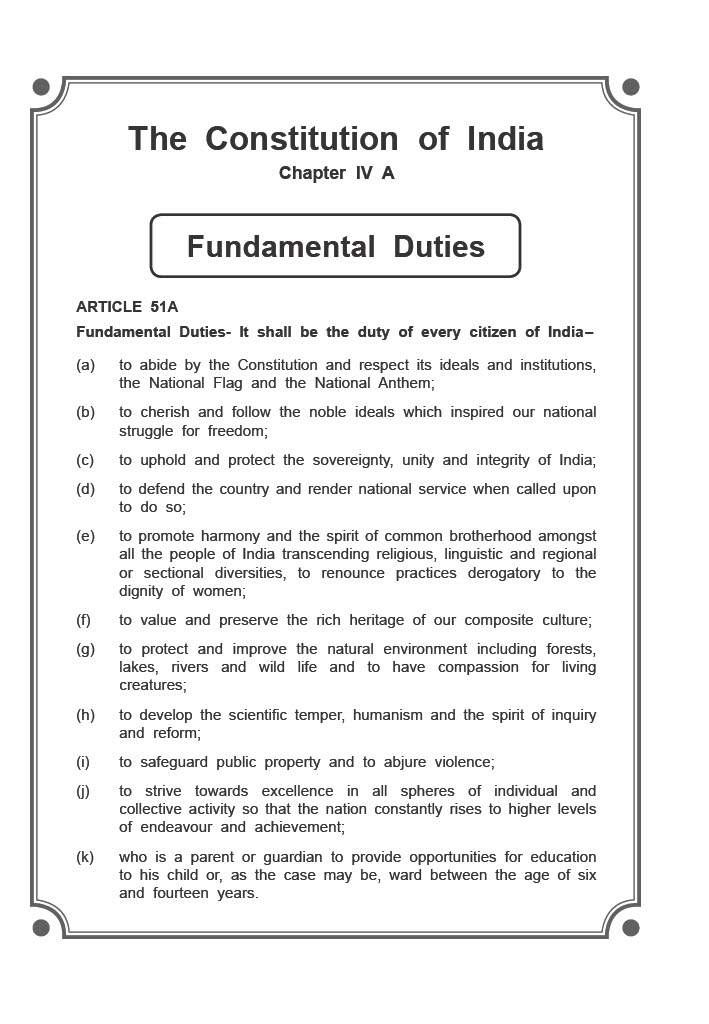 The Constitution of India
Chapter IV A
Fundamental Duties
ARTICLE 51A
Fundamental Duties- It shall be the duty of every citizen of India–
(a) to abide by the Constitution and respect its ideals and institutions,
the National Flag and the National Anthem;
(b) to cherish and follow the noble ideals which inspired our national
struggle for freedom;
(c) to uphold and protect the sovereignty, unity and integrity of India;
(d) to defend the country and render national service when called upon
to do so;
(e) to promote harmony and the spirit of common brotherhood amongst
all the people of India transcending religious, linguistic and regional
or sectional diversities, to renounce practices derogatory to the
dignity of women;
(f) to value and preserve the rich heritage of our composite culture;
(g) to protect and improve the natural environment including forests,
lakes, rivers and wild life and to have compassion for living
creatures;
(h) to develop the scientific temper, humanism and the spirit of inquiry
and reform;
(i) to safeguard public property and to abjure violence;
(j) to strive towards excellence in all spheres of individual and
collective activity so that the nation constantly rises to higher levels
of endeavour and achievement;
(k) who is a parent or guardian to provide opportunities for education
to his child or, as the case may be, ward between the age of six
and fourteen years.